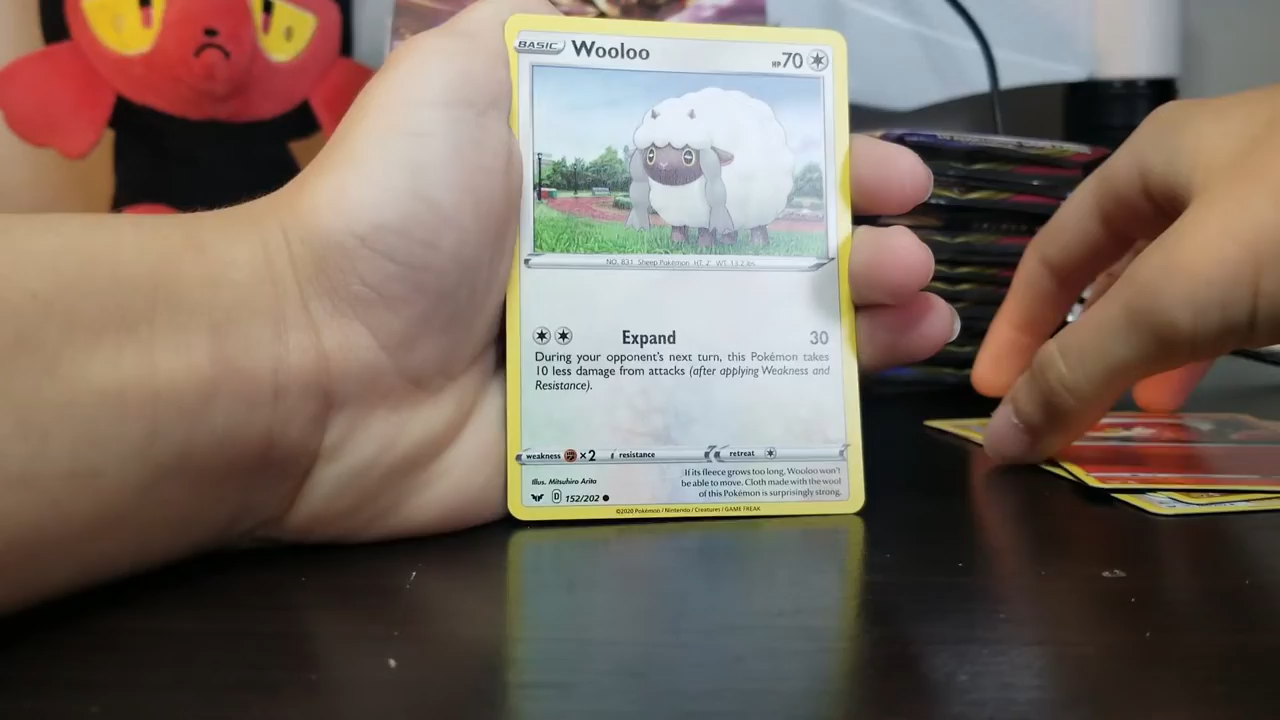 BASIC Wooloo HP 70
NO. 831 Sheep Pokémon HT: 2' WT: 13.2 lbs
Expand 30
During your opponent's next turn, this Pokémon takes
10 less damage from attacks (after applying Weakness and
Resistance).
weakness ×2 resistance retreat
Illus. Mitsuhiro Arita
D 152/202
If its fleece grows too long, Wooloo won't
be able to move. Cloth made with the wool
of this Pokémon is surprisingly strong.
©2020 Pokémon / Nintendo / Creatures / GAME FREAK